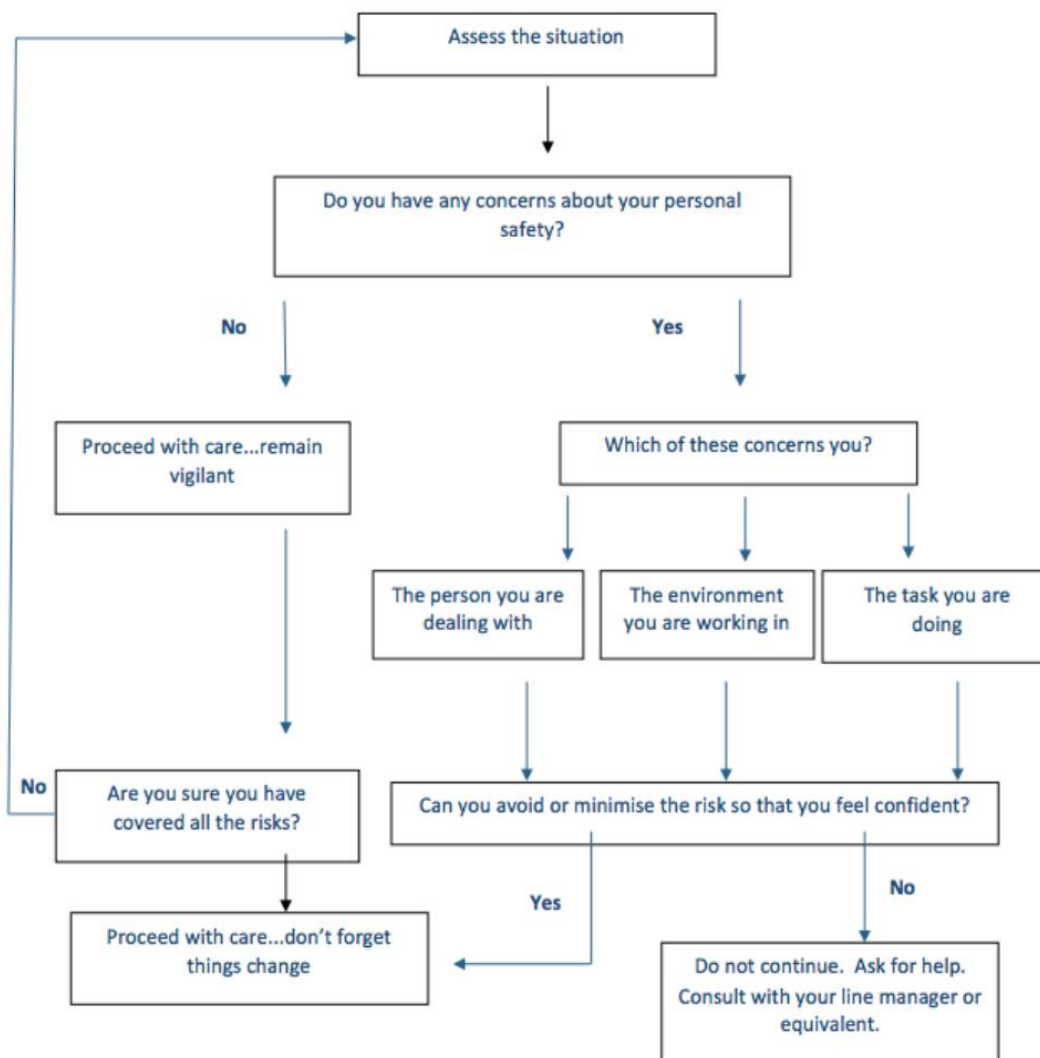 Assess the situation
Do you have any concerns about your personal
safety?
No
Yes
Proceed with care...remain
vigilant
Which of these concerns you?
The person you are
dealing with
The environment
you are working in
The task you are
doing
No
Are you sure you have
covered all the risks?
Can you avoid or minimise the risk so that you feel confident?
Yes
No
Proceed with care...don’t forget
things change
Do not continue.  Ask for help.
Consult with your line manager or
equivalent.